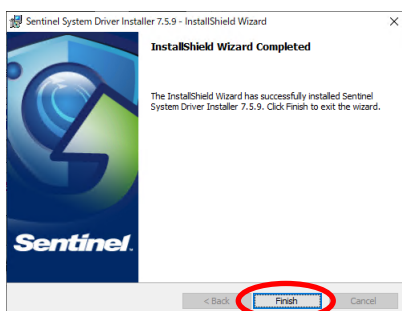 Sentinel System Driver Installer 7.5.9 - InstallShield Wizard
InstallShield Wizard Completed
The InstallShield Wizard has successfully installed Sentinel
System Driver Installer 7.5.9. Click Finish to exit the wizard.
Sentinel.
< Back
Finish
Cancel